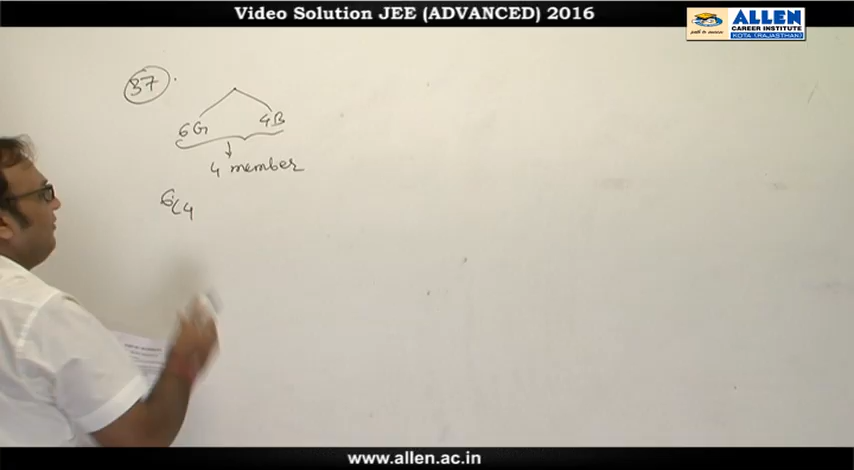 Video Solution JEE (ADVANCED) 2016
ALLEN
CAREER INSTITUTE
KOTA (RAJASTHAN)
path to success
37.
6G 4B
4 member
6C4
www.allen.ac.in